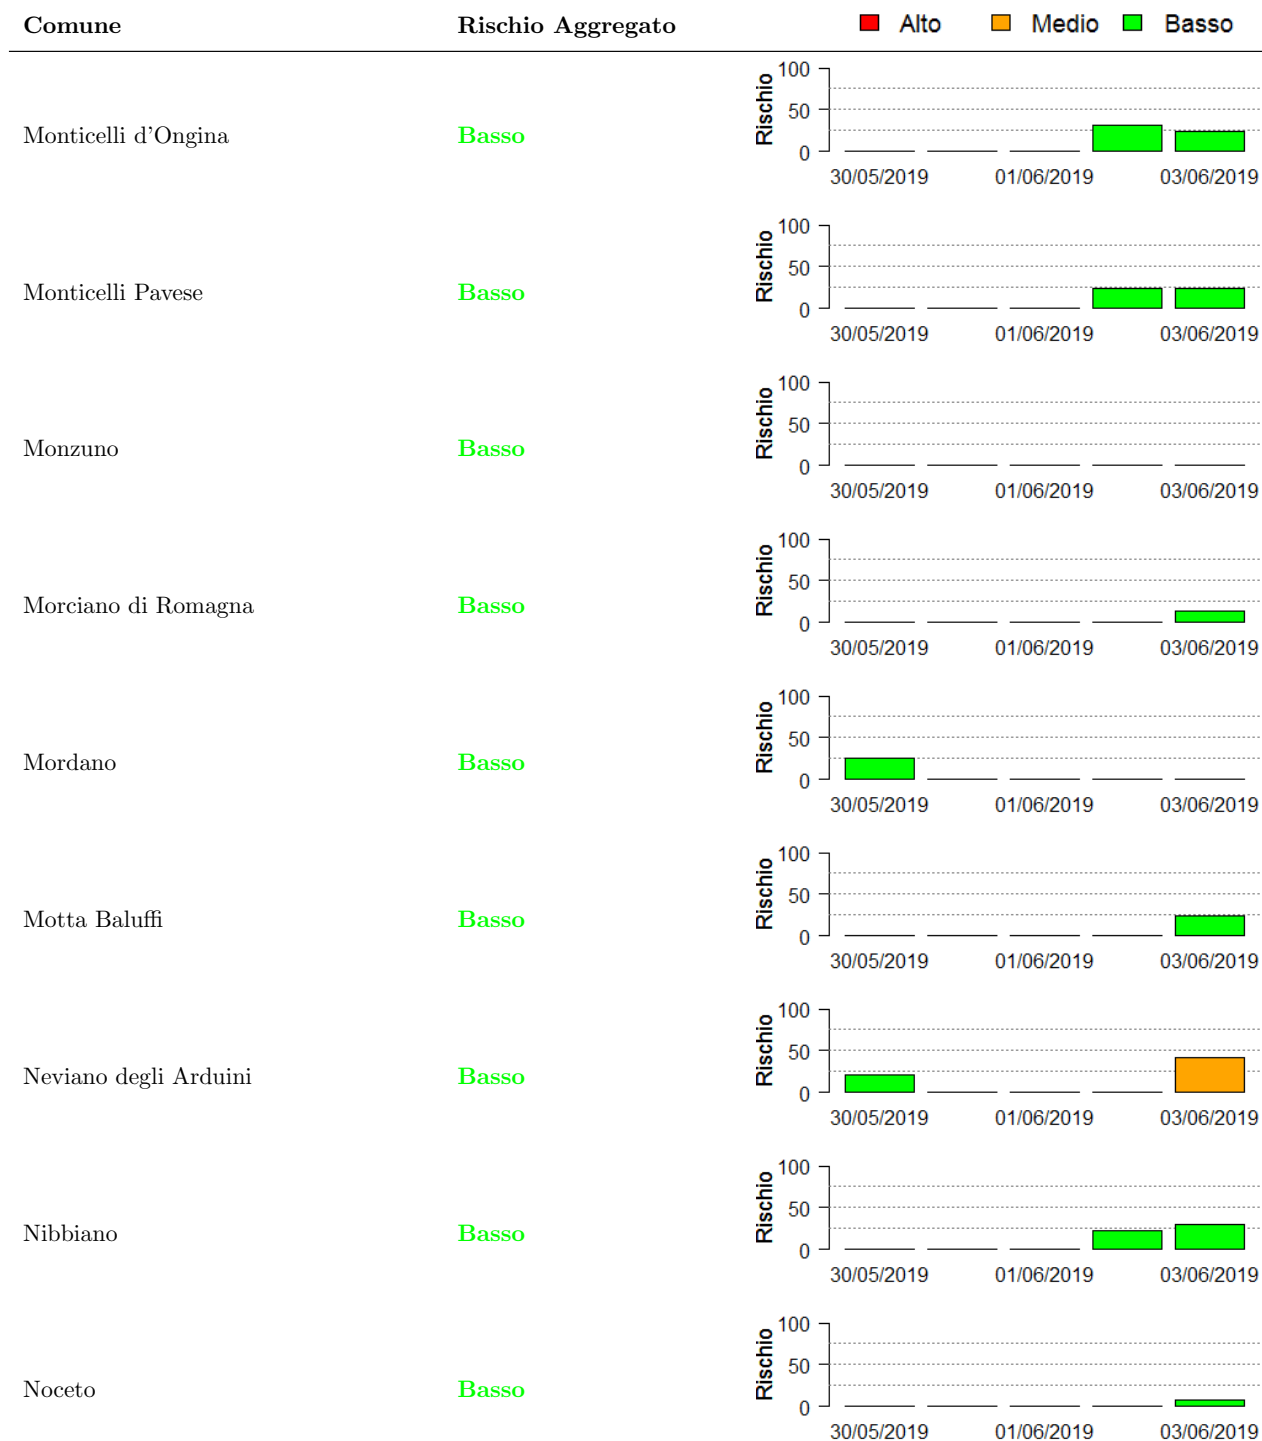 Comune Rischio Aggregato Alto Medio Basso
100
50
0
Rischio
Monticelli d'Ongina Basso
30/05/2019 01/06/2019 03/06/2019
100
50
0
Rischio
Monticelli Pavese Basso
30/05/2019 01/06/2019 03/06/2019
100
50
0
Rischio
Monzuno Basso
30/05/2019 01/06/2019 03/06/2019
100
50
0
Rischio
Morciano di Romagna Basso
30/05/2019 01/06/2019 03/06/2019
100
50
0
Rischio
Mordano Basso
30/05/2019 01/06/2019 03/06/2019
100
50
0
Rischio
Motta Baluffi Basso
30/05/2019 01/06/2019 03/06/2019
100
50
0
Rischio
Neviano degli Arduini Basso
30/05/2019 01/06/2019 03/06/2019
100
50
0
Rischio
Nibbiano Basso
30/05/2019 01/06/2019 03/06/2019
100
50
0
Rischio
Noceto Basso
30/05/2019 01/06/2019 03/06/2019